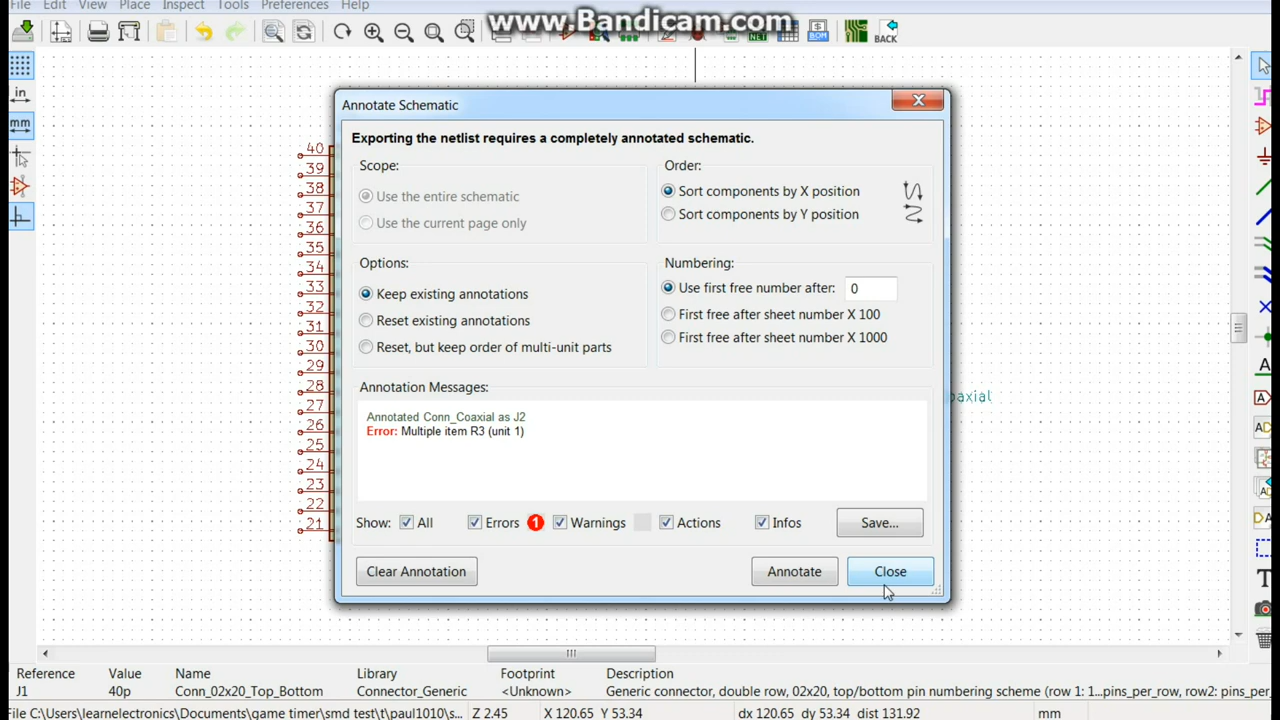 File Edit View Place Inspect Tools Preferences Help
www.Bandicam.com
NET
BOM
BACK
in
mm
Annotate Schematic
Exporting the netlist requires a completely annotated schematic.
Scope:
Use the entire schematic
Use the current page only
Order:
Sort components by X position
Sort components by Y position
Options:
Keep existing annotations
Reset existing annotations
Reset, but keep order of multi-unit parts
Numbering:
Use first free number after: 0
First free after sheet number X 100
First free after sheet number X 1000
Annotation Messages:
Annotated Conn_Coaxial as J2
Error: Multiple item R3 (unit 1)
Show: All Errors 1 Warnings Actions Infos Save...
Clear Annotation Annotate Close
40
39
38
37
36
35
34
33
32
31
30
29
28
27
26
25
24
23
22
21
oaxial
A
A
T
Reference Value Name Library Footprint Description
J1 40p Conn_02x20_Top_Bottom Connector_Generic <Unknown> Generic connector, double row, 02x20, top/bottom pin numbering scheme (row 1: 1...pins_per_row, row2: pins_per_
File C:\Users\learnelectronics\Documents\game timer\smd test\t\paul1010\s... Z 2.45 X 120.65 Y 53.34 dx 120.65 dy 53.34 dist 131.92 mm